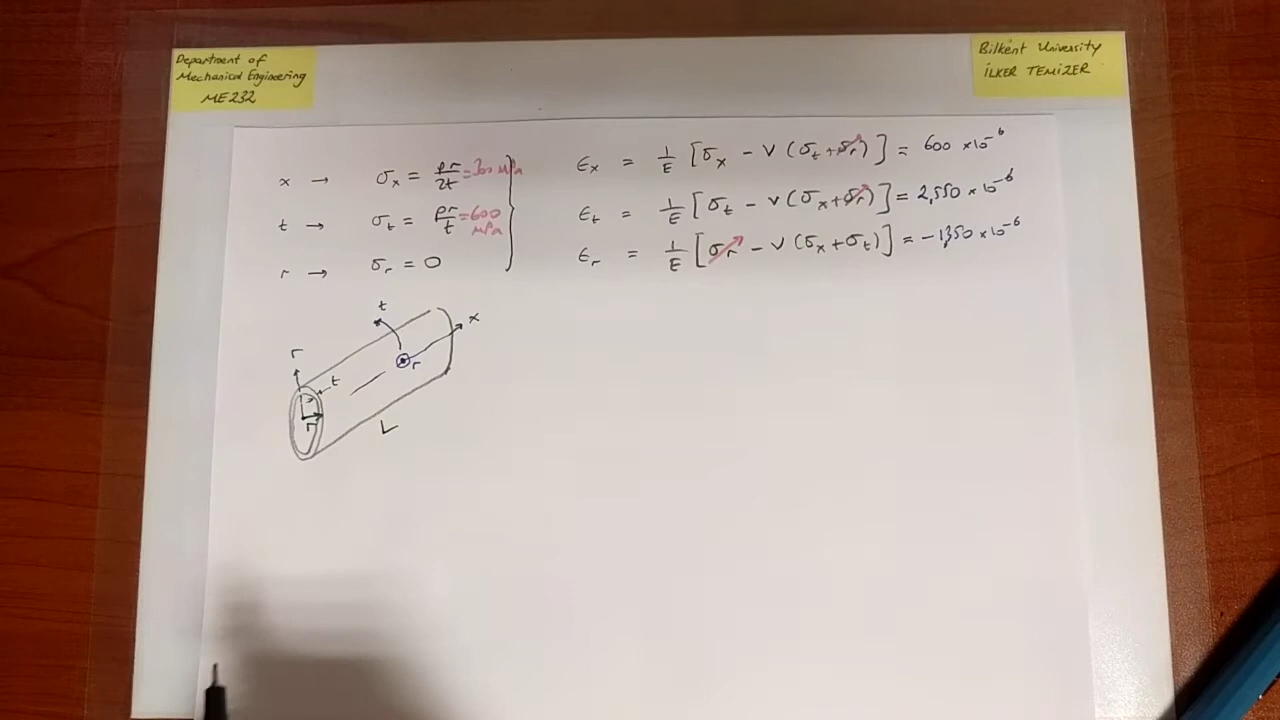 Department of
Mechanical Engineering
ME232
Bilkent University
İLKER TEMİZER
x → σx = pr/2t = 300 MPa
t → σt = pr/t = 600 MPa
r → σr = 0
εx = 1/E [σx - ν (σt + σr)] = 600 × 10^-6
εt = 1/E [σt - ν (σx + σr)] = 2,550 × 10^-6
εr = 1/E [σr - ν (σx + σt)] = -1,350 × 10^-6
t
x
r
r
t
r
L